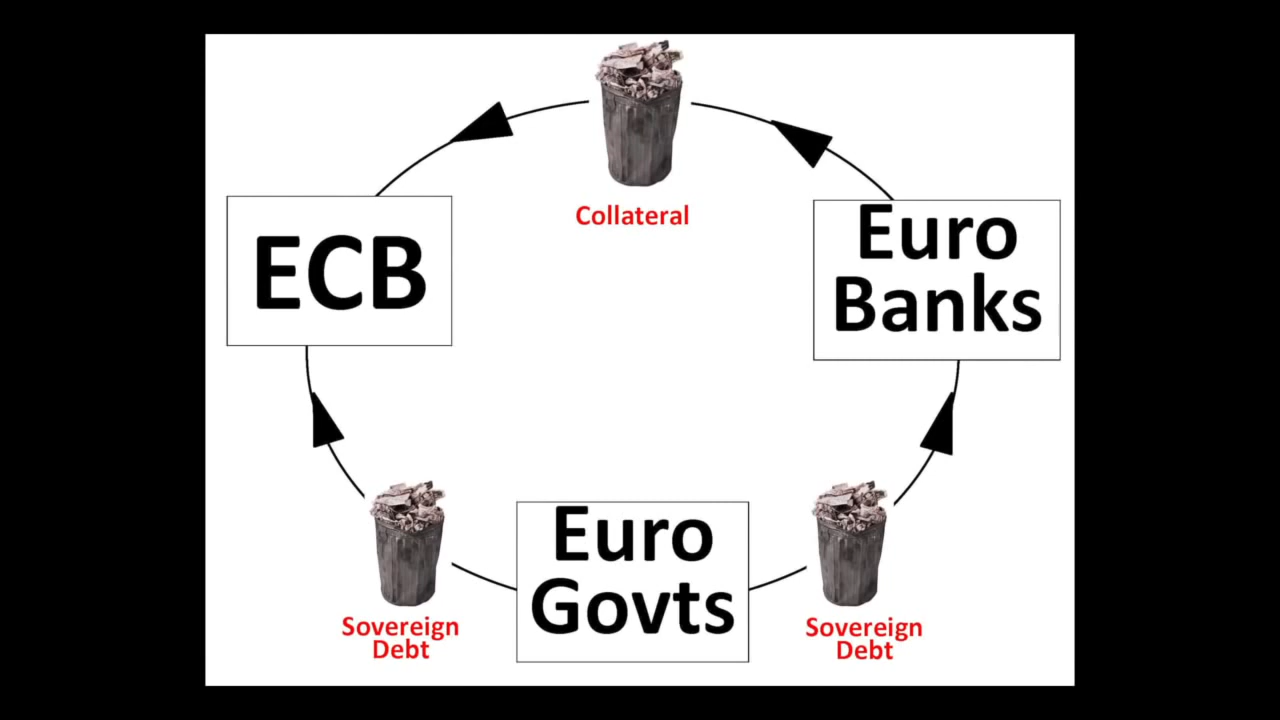 Collateral
ECB
Euro
Banks
Euro
Govts
Sovereign
Debt
Sovereign
Debt